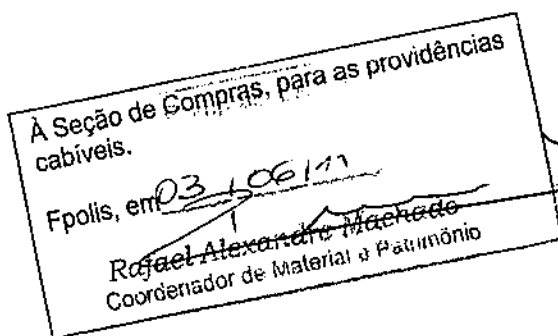 À Seção de Compras, para as providências
cabíveis.
Fpolis, em 03 / 06 / 11
Rafael Alexandre Machado
Coordenador de Material e Patrimônio